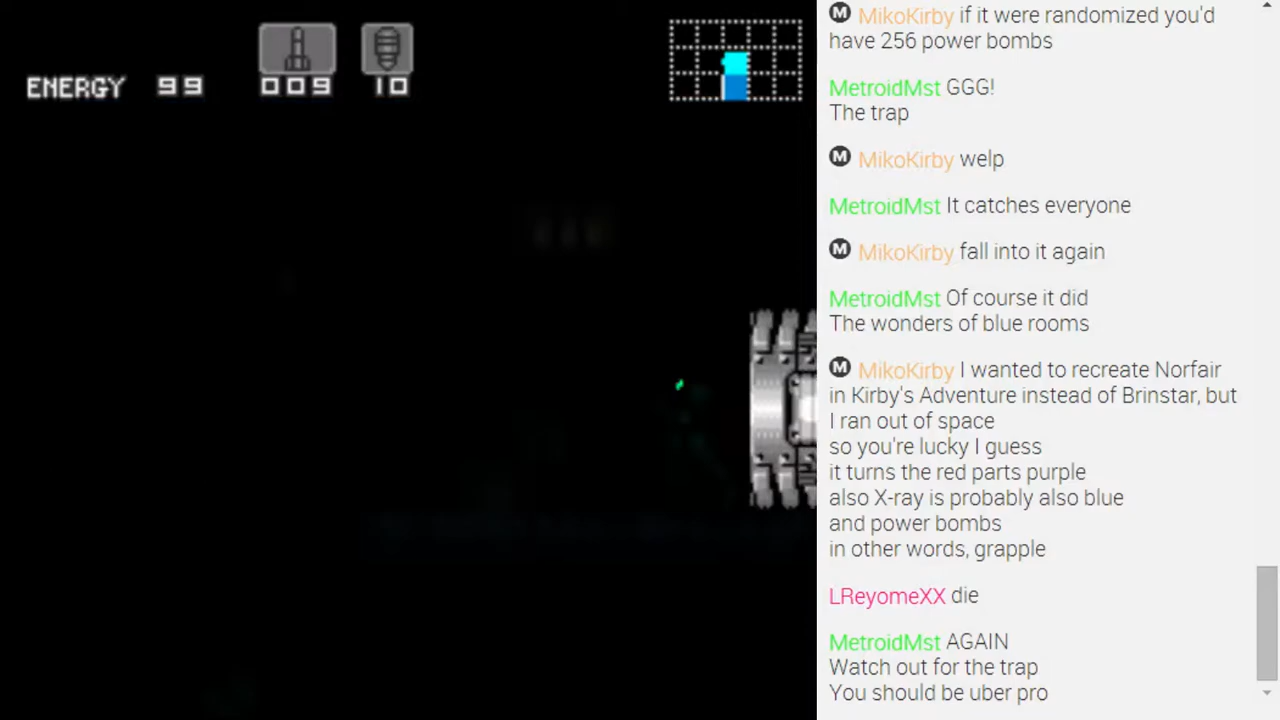 ENERGY 99 009 10
M MikoKirby if it were randomized you'd
have 256 power bombs
MetroidMst GGG!
The trap
M MikoKirby welp
MetroidMst It catches everyone
M MikoKirby fall into it again
MetroidMst Of course it did
The wonders of blue rooms
M MikoKirby I wanted to recreate Norfair
in Kirby's Adventure instead of Brinstar, but
I ran out of space
so you're lucky I guess
it turns the red parts purple
also X-ray is probably also blue
and power bombs
in other words, grapple
LReyomeXX die
MetroidMst AGAIN
Watch out for the trap
You should be uber pro